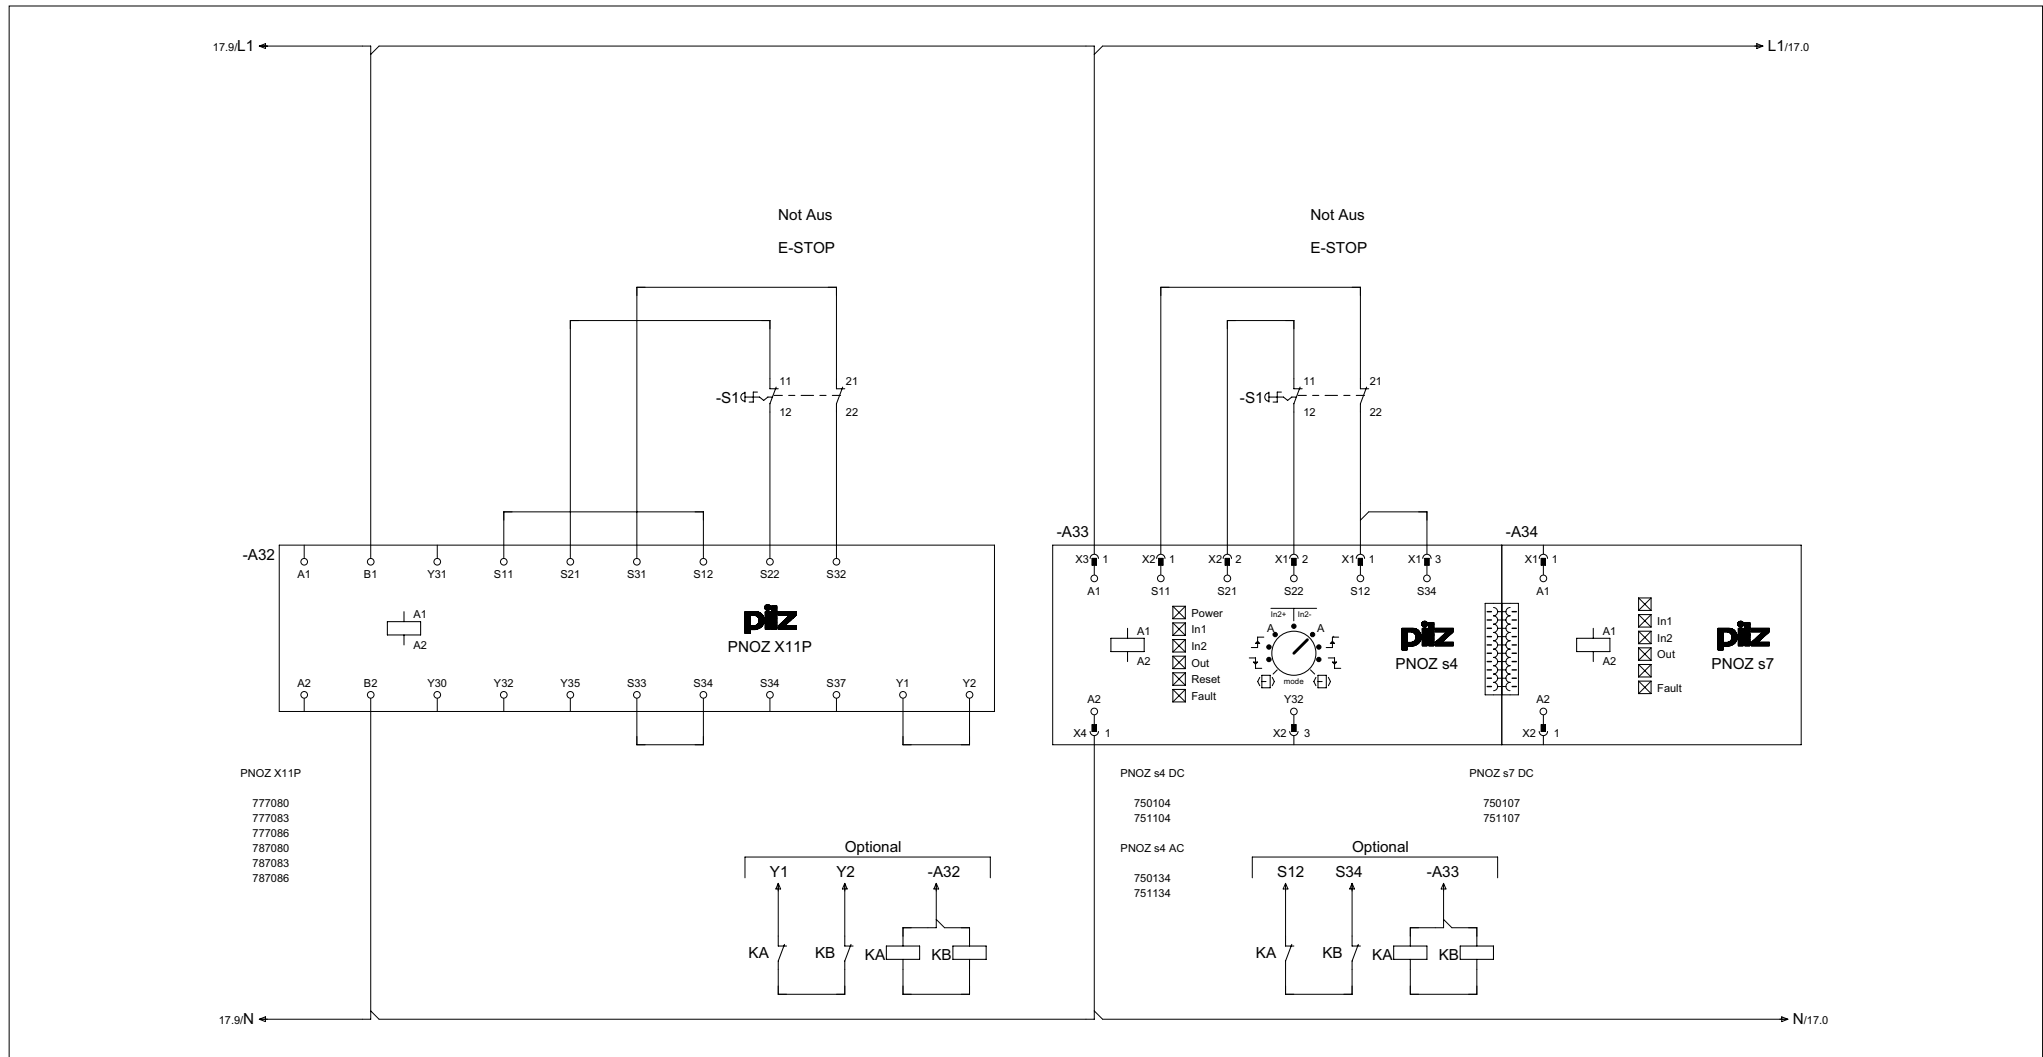 17.9/L1
L1/17.0
Not Aus
E-STOP
Not Aus
E-STOP
-S1
11
12
21
22
-S1
11
12
21
22
-A32
A1 B1 Y31 S11 S21 S31 S12 S22 S32
A1
A2
pilz
PNOZ X11P
A2 B2 Y30 Y32 Y35 S33 S34 S34 S37 Y1 Y2
-A33
X3 1 X2 1 X2 2 X1 2 X1 1 X1 3
A1 S11 S21 S22 S12 S34
A1
A2
Power
In1
In2
Out
Reset
Fault
In2+ In2-
A A
mode
Y32
pilz
PNOZ s4
A2
X4 1 X2 3
-A34
X1 1
A1
A1
A2
In1
In2
Out
Fault
pilz
PNOZ s7
A2
X2 1
PNOZ X11P
777080
777083
777086
787080
787083
787086
PNOZ s4 DC
750104
751104
PNOZ s4 AC
750134
751134
PNOZ s7 DC
750107
751107
Optional
Y1 Y2 -A32
KA KB KA KB
Optional
S12 S34 -A33
KA KB KA KB
17.9/N
N/17.0